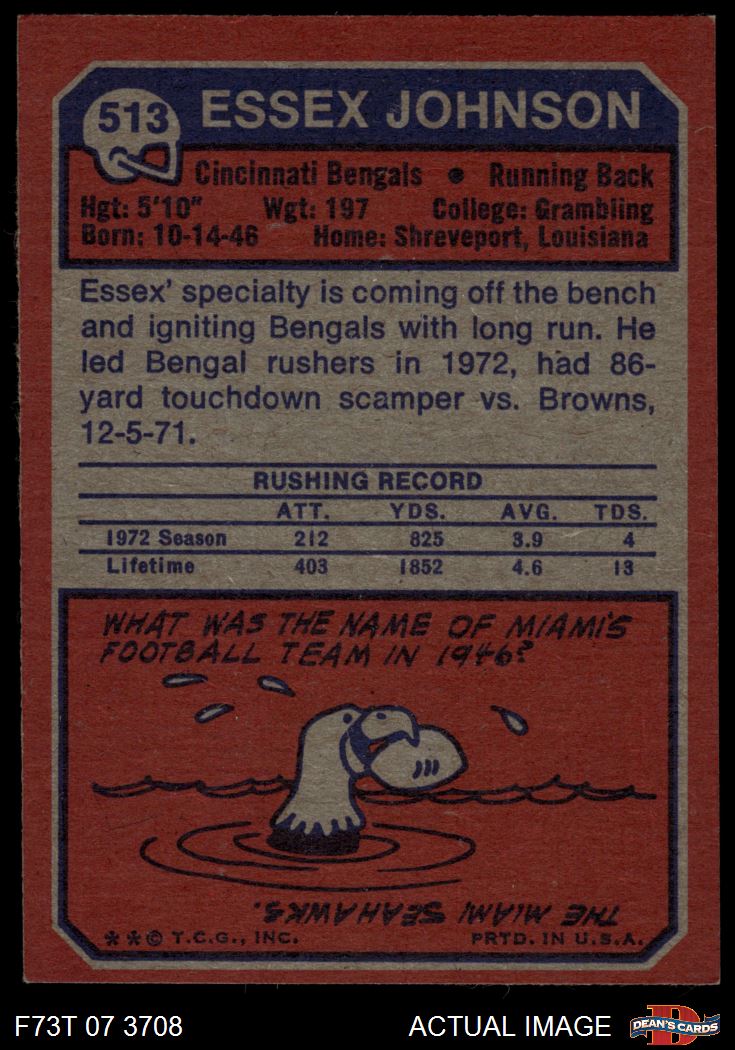 513
ESSEX JOHNSON
Cincinnati Bengals • Running Back
Hgt: 5'10" Wgt: 197 College: Grambling
Born: 10-14-46 Home: Shreveport, Louisiana
Essex' specialty is coming off the bench
and igniting Bengals with long run. He
led Bengal rushers in 1972, had 86-
yard touchdown scamper vs. Browns,
12-5-71.
RUSHING RECORD
ATT. YDS. AVG. TDS.
1972 Season 212 825 3.9 4
Lifetime 403 1852 4.6 13
WHAT WAS THE NAME OF MIAMI'S
FOOTBALL TEAM IN 1946?
THE MIAMI SEAHAWKS.
* * © T.C.G., INC. PRTD. IN U.S.A.
F73T 07 3708 ACTUAL IMAGE
D
DEAN'S CARDS